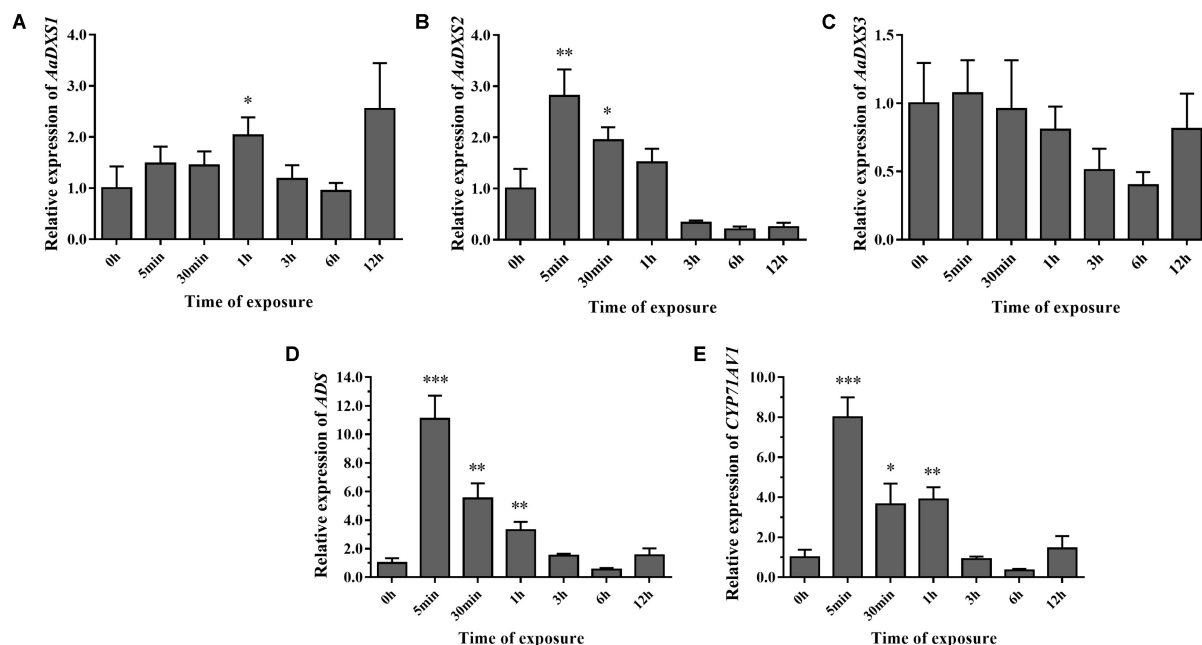 A
Relative expression of AaDXS1
4.0
3.0
2.0
1.0
0.0
*
0h
5min
30min
1h
3h
6h
12h
Time of exposure
B
Relative expression of AaDXS2
4.0
3.0
2.0
1.0
0.0
**
*
0h
5min
30min
1h
3h
6h
12h
Time of exposure
C
Relative expression of AaDXS3
1.5
1.0
0.5
0.0
0h
5min
30min
1h
3h
6h
12h
Time of exposure
D
Relative expression of ADS
14.0
12.0
10.0
8.0
6.0
4.0
2.0
0.0
***
**
**
0h
5min
30min
1h
3h
6h
12h
Time of exposure
E
Relative expression of CYP71AV1
10.0
8.0
6.0
4.0
2.0
0.0
***
*
**
0h
5min
30min
1h
3h
6h
12h
Time of exposure